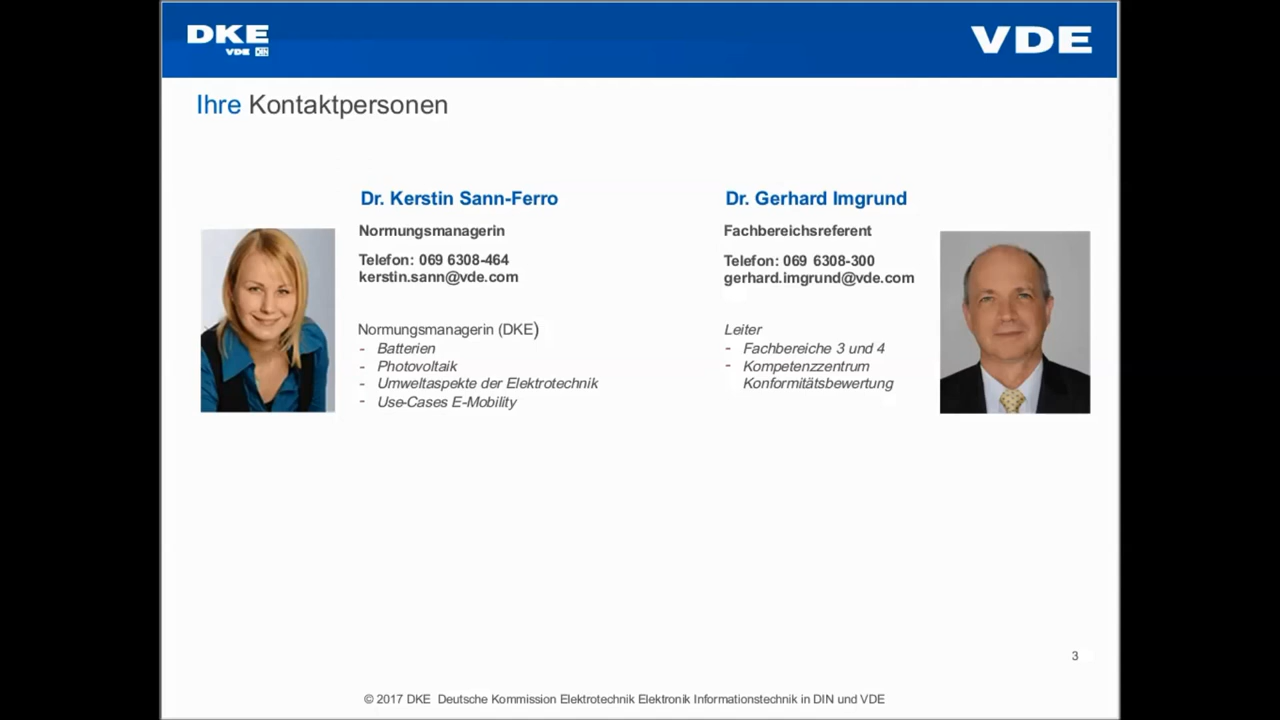 DKE
VDE DIN
VDE
Ihre Kontaktpersonen
Dr. Kerstin Sann-Ferro
Normungsmanagerin
Telefon: 069 6308-464
kerstin.sann@vde.com
Normungsmanagerin (DKE)
- Batterien
- Photovoltaik
- Umweltaspekte der Elektrotechnik
- Use-Cases E-Mobility
Dr. Gerhard Imgrund
Fachbereichsreferent
Telefon: 069 6308-300
gerhard.imgrund@vde.com
Leiter
- Fachbereiche 3 und 4
- Kompetenzzentrum
Konformitätsbewertung
3
© 2017 DKE Deutsche Kommission Elektrotechnik Elektronik Informationstechnik in DIN und VDE